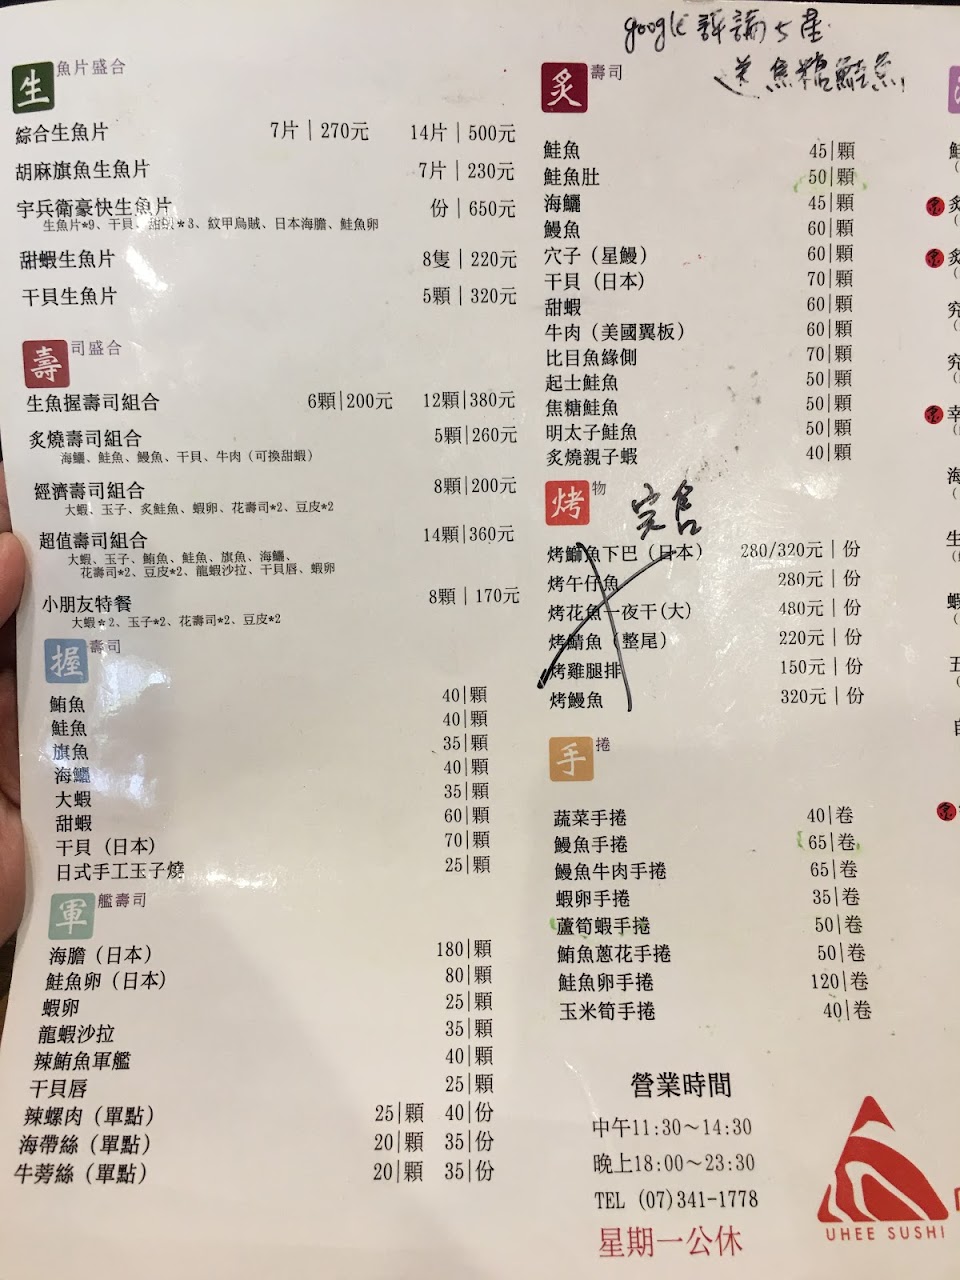 google 評論5星
送焦糖鮭魚
生 魚片盛合
綜合生魚片 7片|270元 14片|500元
胡麻旗魚生魚片 7片|230元
宇兵衛豪快生魚片 份|650元
生魚片*9、干貝、甜蝦*3、紋甲烏賊、日本海膽、鮭魚卵
甜蝦生魚片 8隻|220元
干貝生魚片 5顆|320元
壽 司盛合
生魚握壽司組合 6顆|200元 12顆|380元
炙燒壽司組合 5顆|260元
海鱺、鮭魚、鰻魚、干貝、牛肉（可換甜蝦）
經濟壽司組合 8顆|200元
大蝦、玉子、炙鮭魚、蝦卵、花壽司*2、豆皮*2
超值壽司組合 14顆|360元
大蝦、玉子、鮪魚、鮭魚、旗魚、海鱺、
花壽司*2、豆皮*2、龍蝦沙拉、干貝唇、蝦卵
小朋友特餐 8顆|170元
大蝦*2、玉子*2、花壽司*2、豆皮*2
握 壽司
鮪魚 40|顆
鮭魚 40|顆
旗魚 35|顆
海鱺 40|顆
大蝦 35|顆
甜蝦 60|顆
干貝（日本） 70|顆
日式手工玉子燒 25|顆
軍 艦壽司
海膽（日本） 180|顆
鮭魚卵（日本） 80|顆
蝦卵 25|顆
龍蝦沙拉 35|顆
辣鮪魚軍艦 40|顆
干貝唇 25|顆
辣螺肉（單點） 25|顆 40|份
海帶絲（單點） 20|顆 35|份
牛蒡絲（單點） 20|顆 35|份
炙 壽司
鮭魚 45|顆
鮭魚肚 50|顆
海鱺 45|顆
鰻魚 60|顆
穴子（星鰻） 60|顆
干貝（日本） 70|顆
甜蝦 60|顆
牛肉（美國翼板） 60|顆
比目魚緣側 70|顆
起士鮭魚 50|顆
焦糖鮭魚 50|顆
明太子鮭魚 50|顆
炙燒親子蝦 40|顆
烤 物 完售
烤鰤魚下巴（日本） 280/320元|份
烤午仔魚 280元|份
烤花魚一夜干(大) 480元|份
烤鯖魚（整尾） 220元|份
烤雞腿排 150元|份
烤鰻魚 320元|份
手 捲
蔬菜手捲 40|卷
鰻魚手捲 65|卷
鰻魚牛肉手捲 65|卷
蝦卵手捲 35|卷
蘆筍蝦手捲 50|卷
鮪魚蔥花手捲 50|卷
鮭魚卵手捲 120|卷
玉米筍手捲 40|卷
營業時間
中午11:30～14:30
晚上18:00～23:30
TEL (07)341-1778
星期一公休
UHEE SUSHI